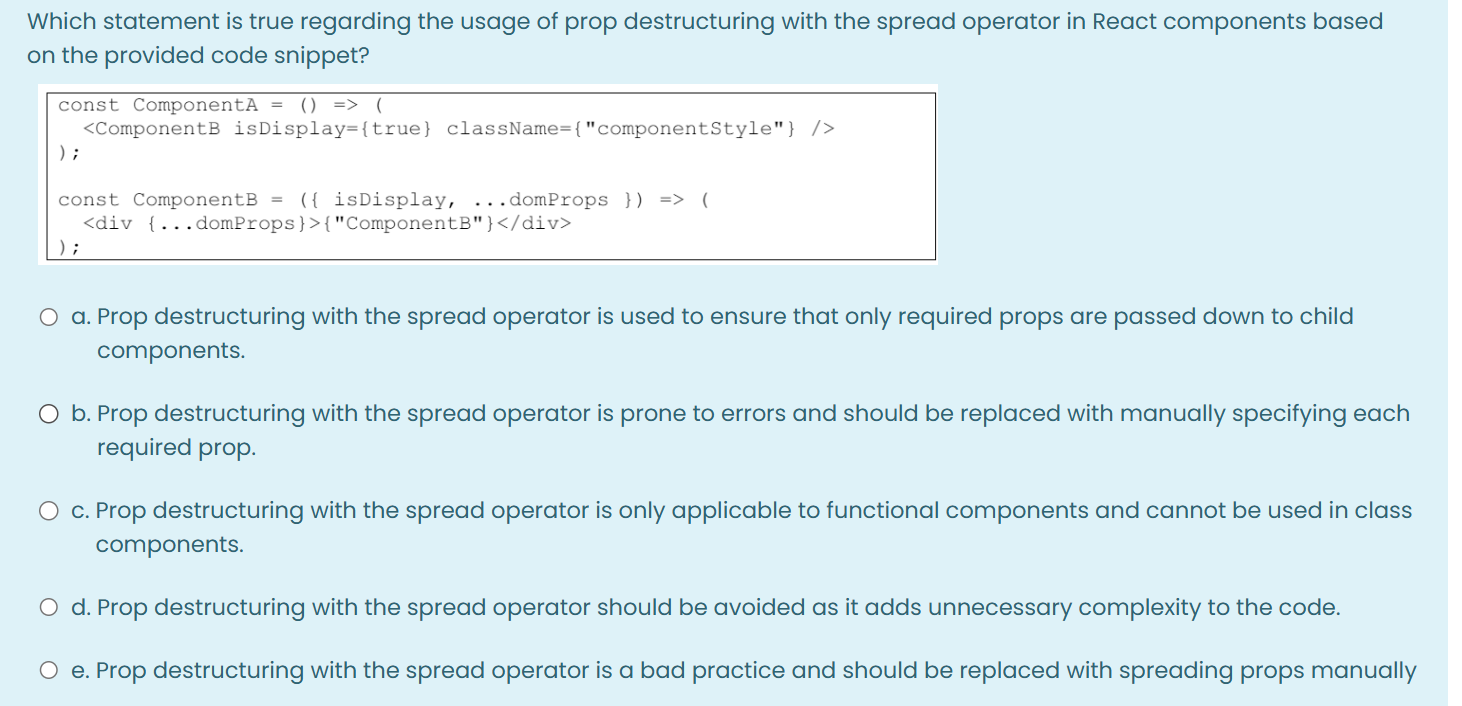 Which statement is true regarding the usage of prop destructuring with the spread operator in React components based
on the provided code snippet?
const ComponentA = () => (
  <ComponentB isDisplay={true} className={"componentStyle"} />
);
const ComponentB = ({ isDisplay, ...domProps }) => (
  <div {...domProps}>{"ComponentB"}</div>
);
a. Prop destructuring with the spread operator is used to ensure that only required props are passed down to child
components.
b. Prop destructuring with the spread operator is prone to errors and should be replaced with manually specifying each
required prop.
c. Prop destructuring with the spread operator is only applicable to functional components and cannot be used in class
components.
d. Prop destructuring with the spread operator should be avoided as it adds unnecessary complexity to the code.
e. Prop destructuring with the spread operator is a bad practice and should be replaced with spreading props manually